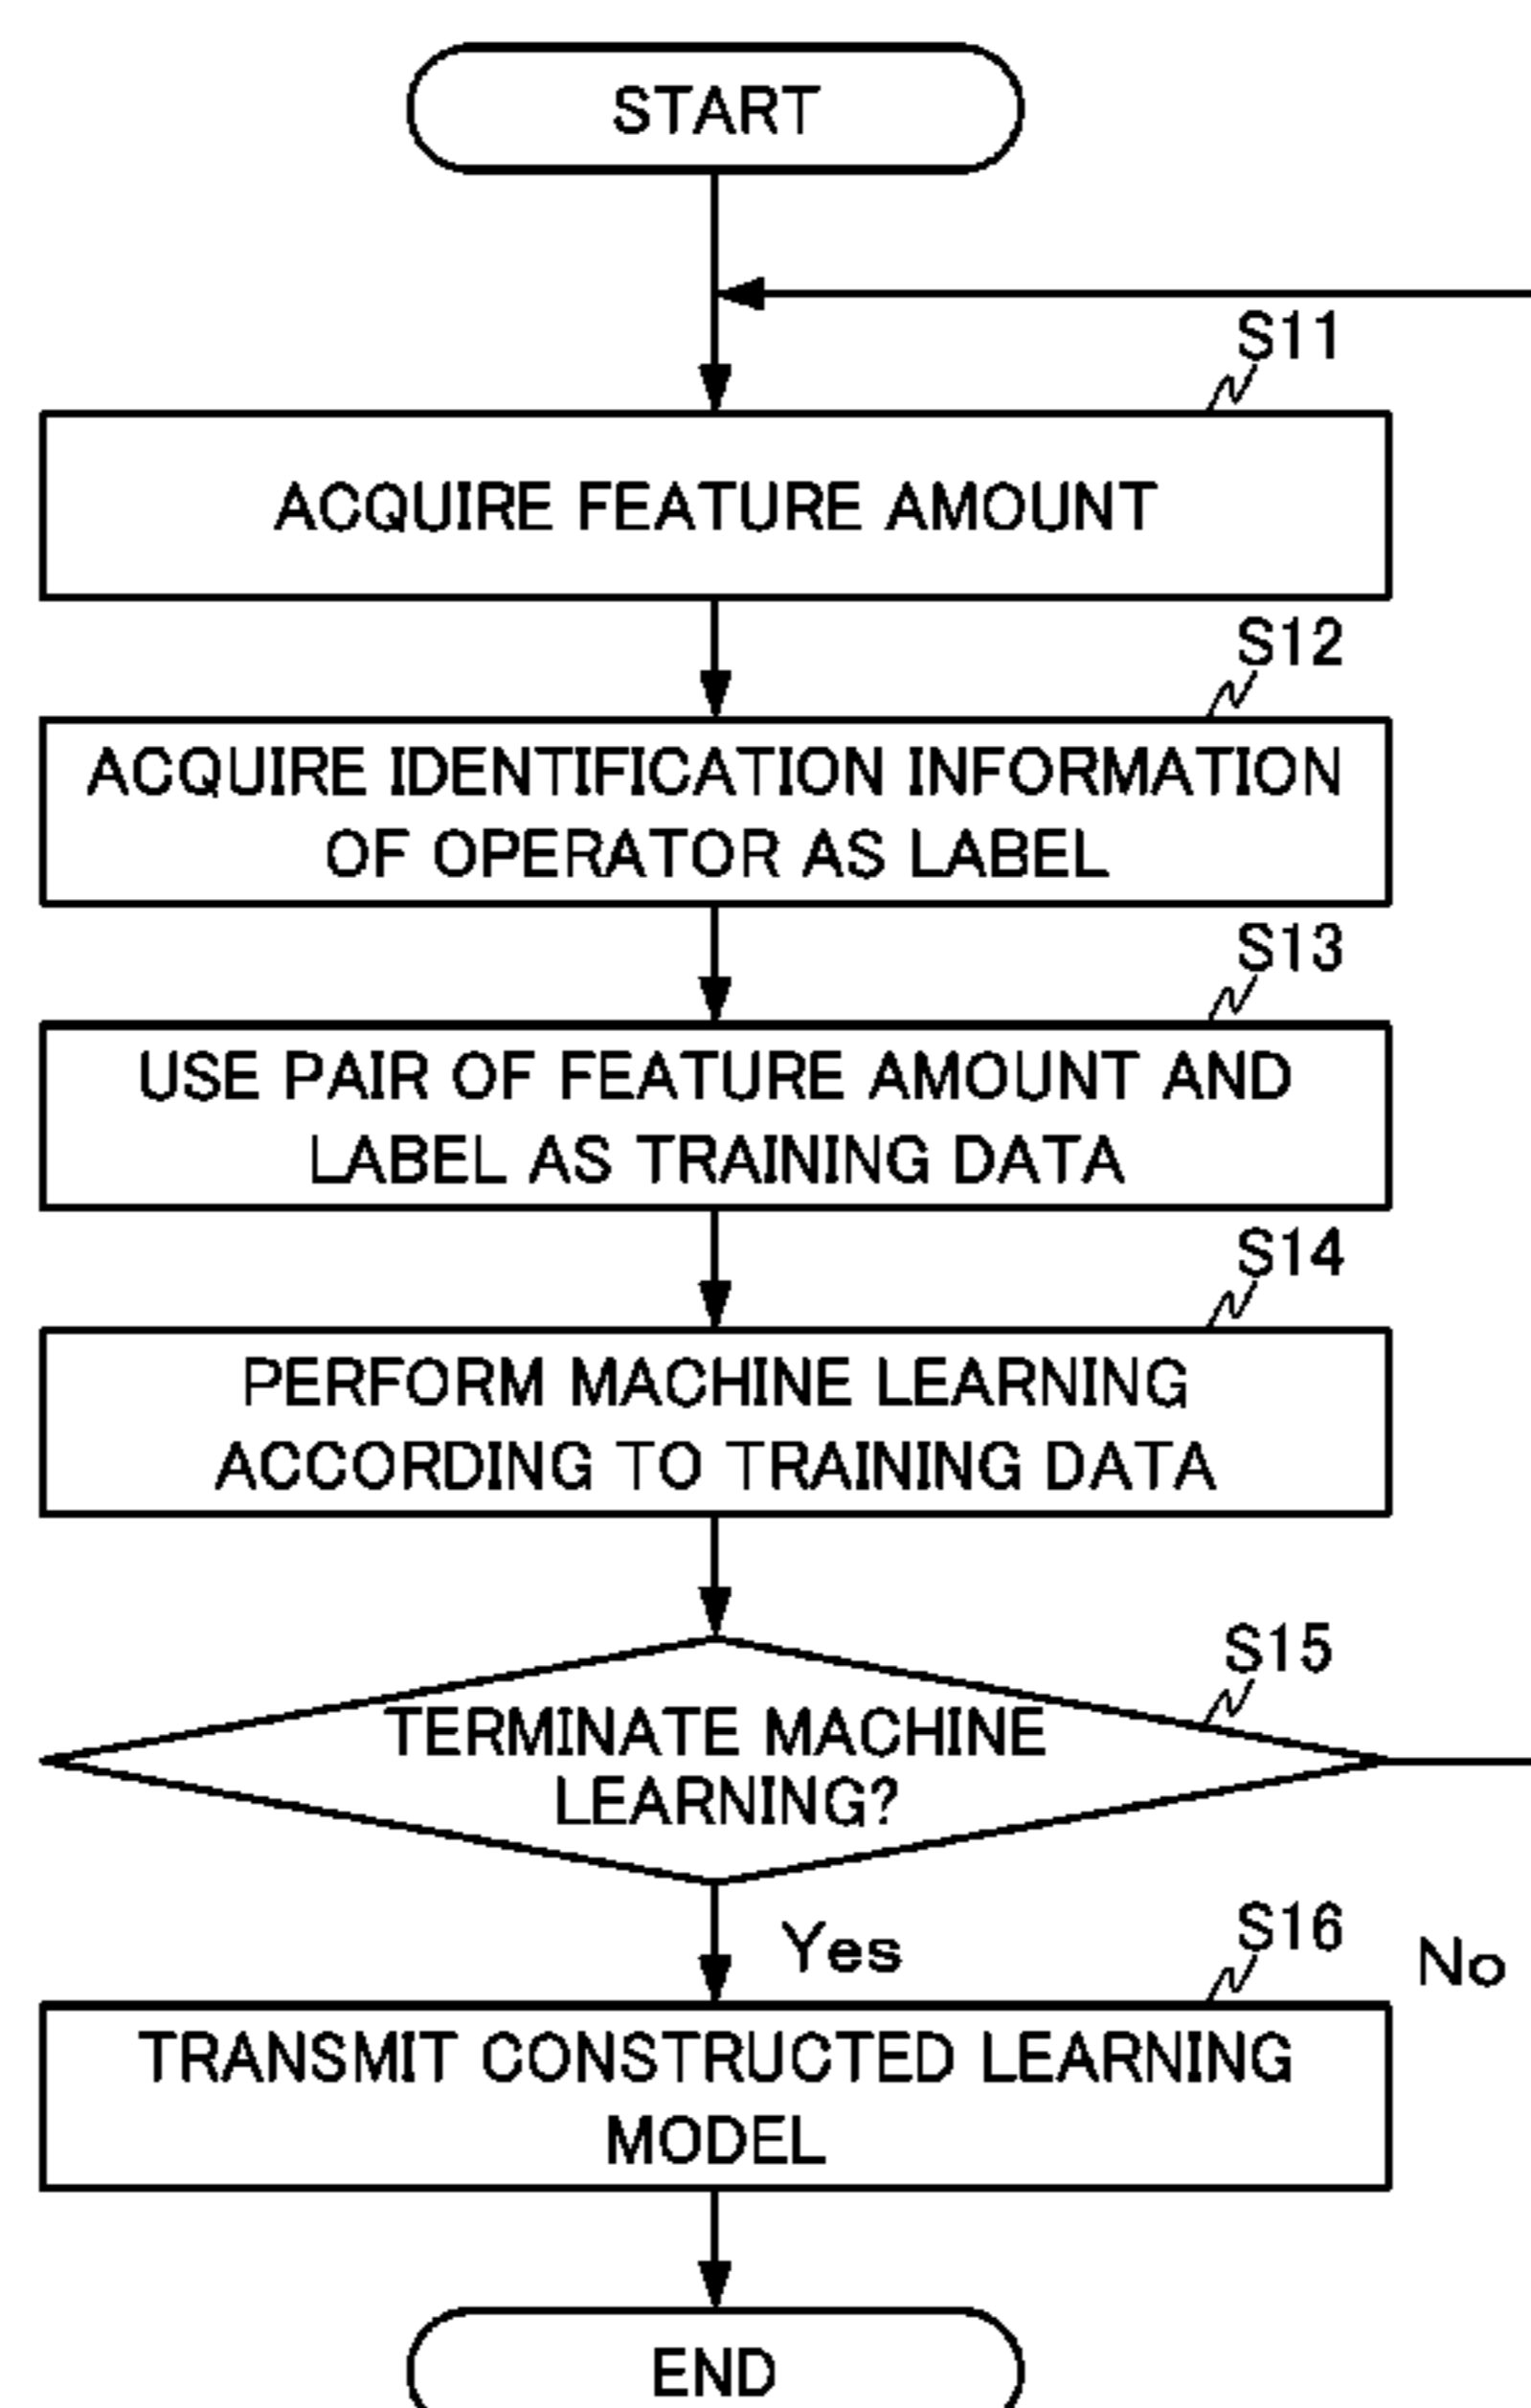 START
S11
ACQUIRE FEATURE AMOUNT
S12
ACQUIRE IDENTIFICATION INFORMATION
OF OPERATOR AS LABEL
S13
USE PAIR OF FEATURE AMOUNT AND
LABEL AS TRAINING DATA
S14
PERFORM MACHINE LEARNING
ACCORDING TO TRAINING DATA
S15
TERMINATE MACHINE
LEARNING?
Yes
S16
No
TRANSMIT CONSTRUCTED LEARNING
MODEL
END